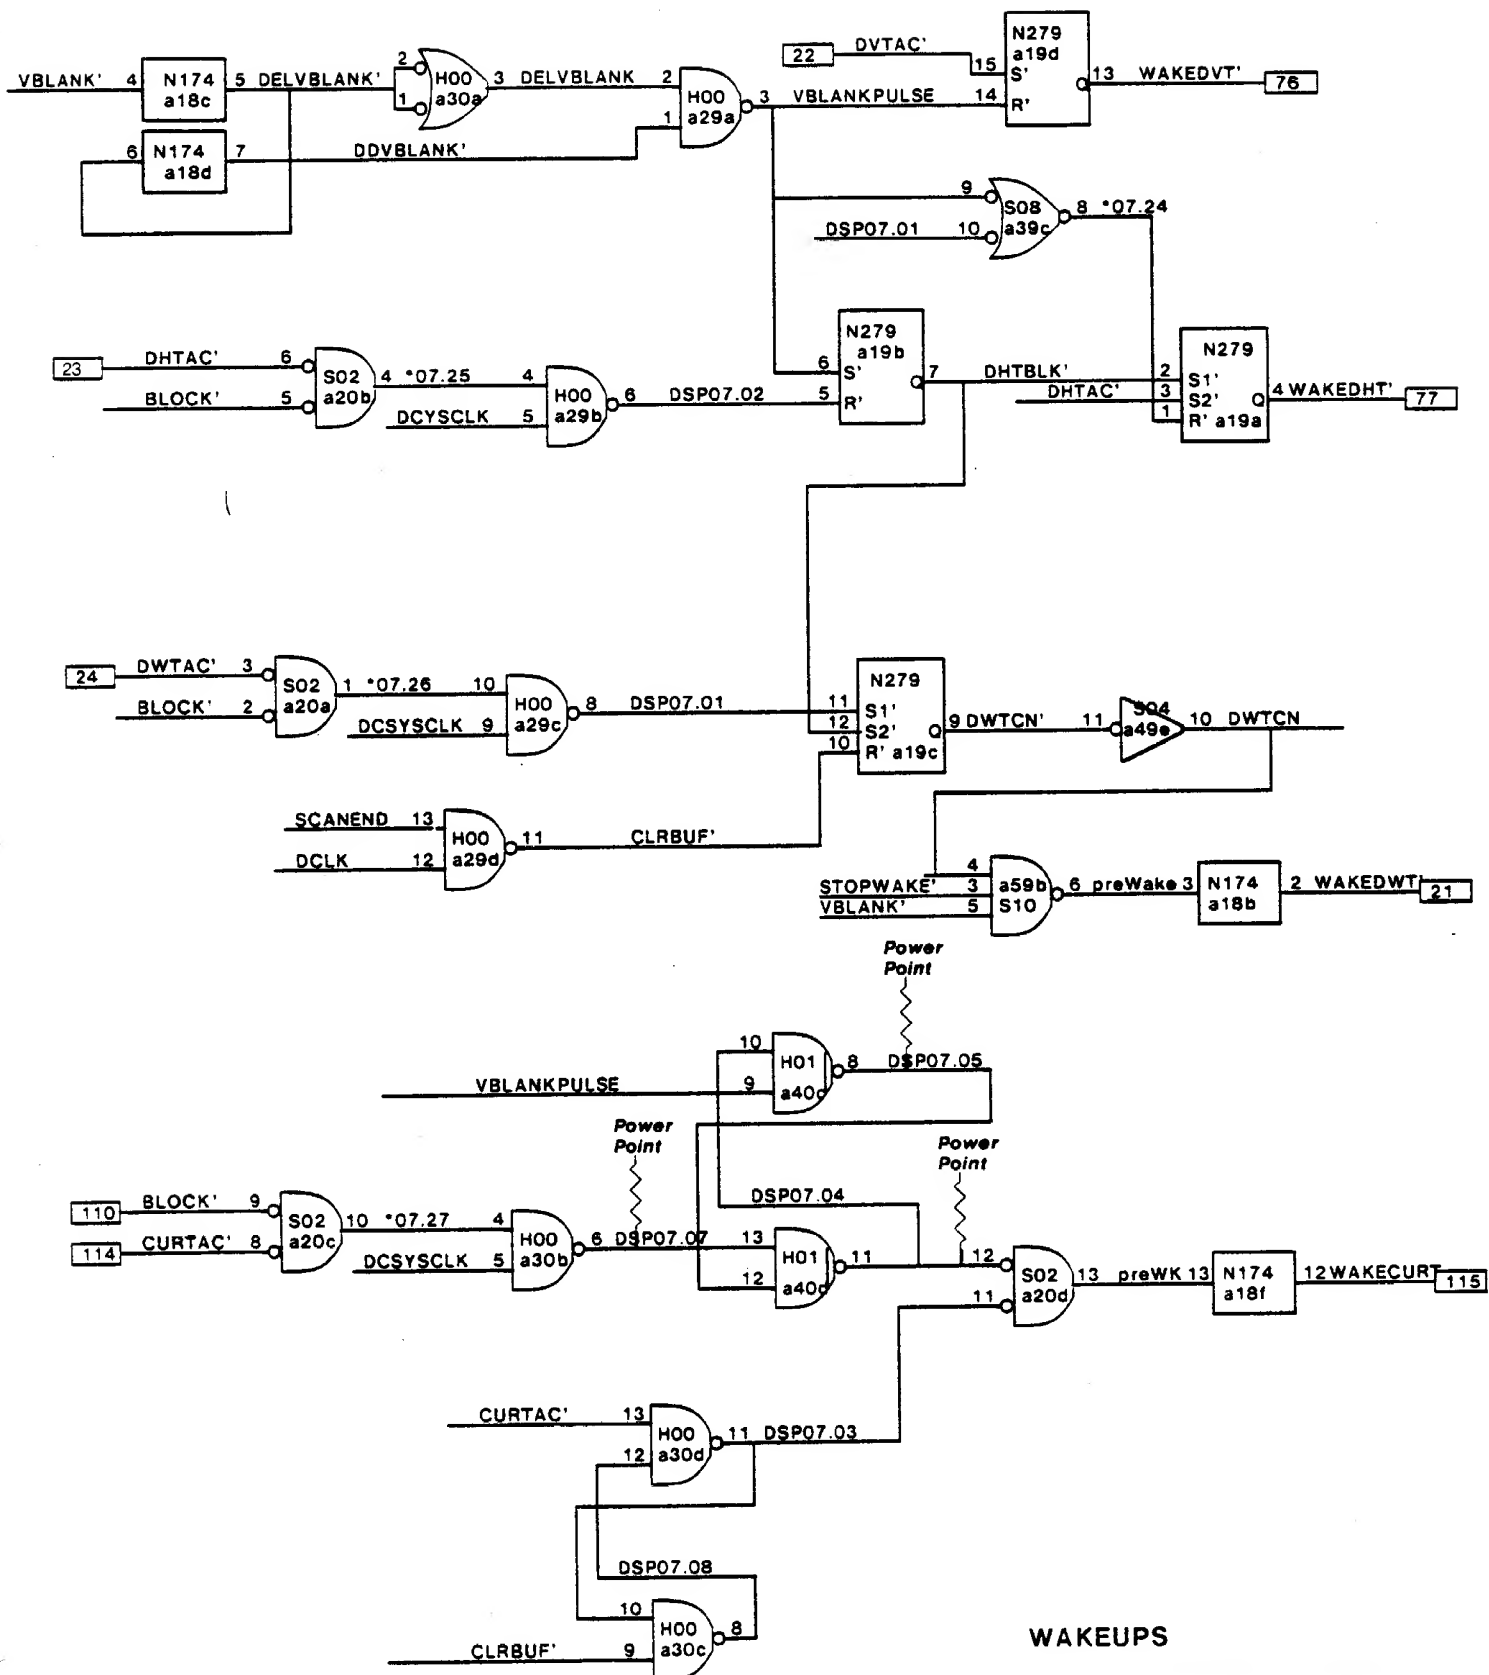 22 DVTAC' 15 N279 a19d S' 13 WAKEDVT' 76
VBLANK' 4 N174 a18c 5 DELVBLANK' 2 1 H00 a30a 3 DELVBLANK 2 H00 a29a 3 VBLANKPULSE 14 R'
6 N174 a18d 7 DDVBLANK' 1
9 S08 a39c 8 *07.24
DSP07.01 10
23 DHTAC' 6 S02 a20b 4 *07.25 4 H00 a29b 6 DSP07.02 5 R'
BLOCK' 5 DCYSCLK 5
N279 a19b 6 S' 7 DHTBLK' 2 S1' N279
DHTAC' 3 S2' Q 4 WAKEDHT' 77
1 R' a19a
24 DWTAC' 3 S02 a20a 1 *07.26 10 H00 a29c 8 DSP07.01 11 S1' N279
BLOCK' 2 DCSYSCLK 9 12 S2' Q 9 DWTCN' 11 S04 a49e 10 DWTCN
10 R' a19c
SCANEND 13 H00 a29d 11 CLRBUF'
DCLK 12
4 a59b S10 6 preWake 3 N174 a18b 2 WAKEDWT' 21
STOPWAKE' 3
VBLANK' 5
Power
Point
10 H01 a40c 8 DSP07.05
VBLANKPULSE 9
Power
Point
Power
Point
DSP07.04
110 BLOCK' 9 S02 a20c 10 *07.27 4 H00 a30b 6 DSP07.07 13 H01 a40d 11 12 S02 a20d 13 preWK 13 N174 a18f 12 WAKECURT 115
114 CURTAC' 8 DCSYSCLK 5 12 11
CURTAC' 13 H00 a30d 11 DSP07.03
12
DSP07.08
10 H00 a30c 8
CLRBUF' 9
WAKEUPS